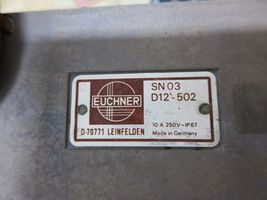 EUCHNER
D-70771 LEINFELDEN
SN 03
D12-502
10 A 250V - IP67
Made in Germany